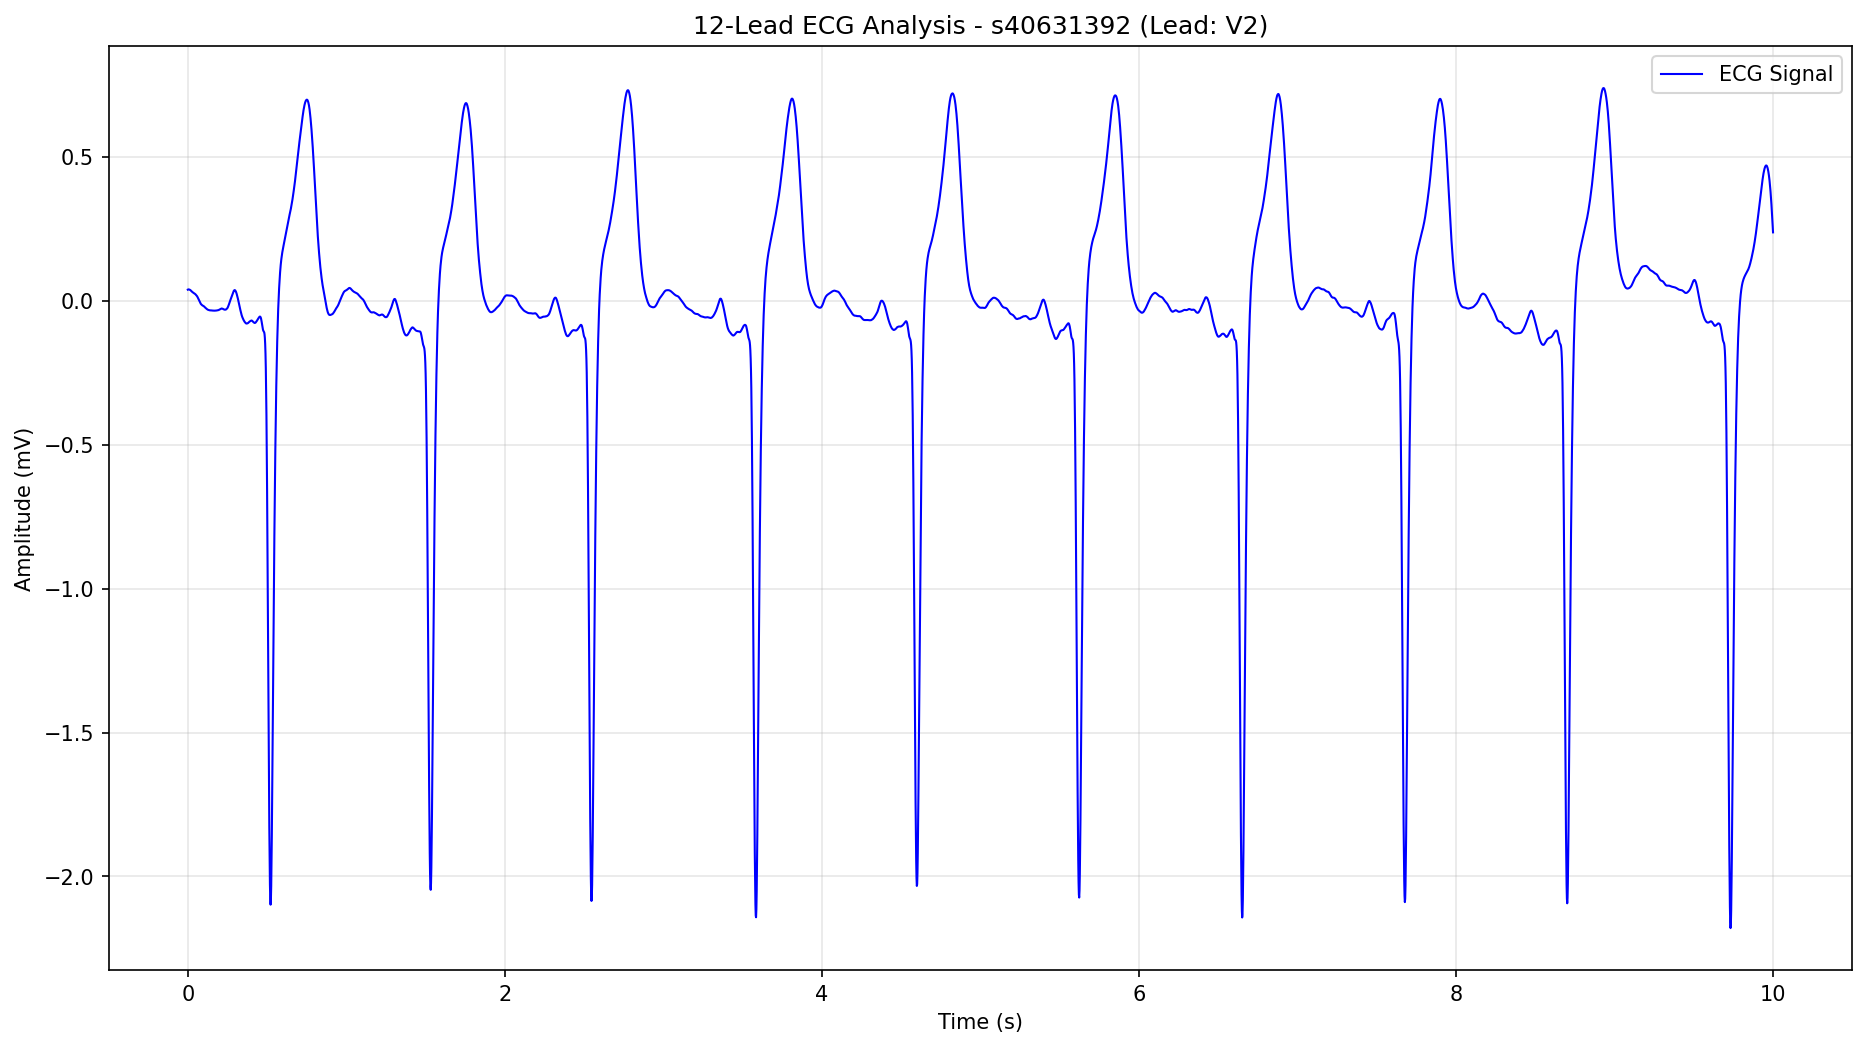 12-Lead ECG Analysis - s40631392 (Lead: V2)
ECG Signal
Amplitude (mV)
0.5
0.0
−0.5
−1.0
−1.5
−2.0
0 2 4 6 8 10
Time (s)